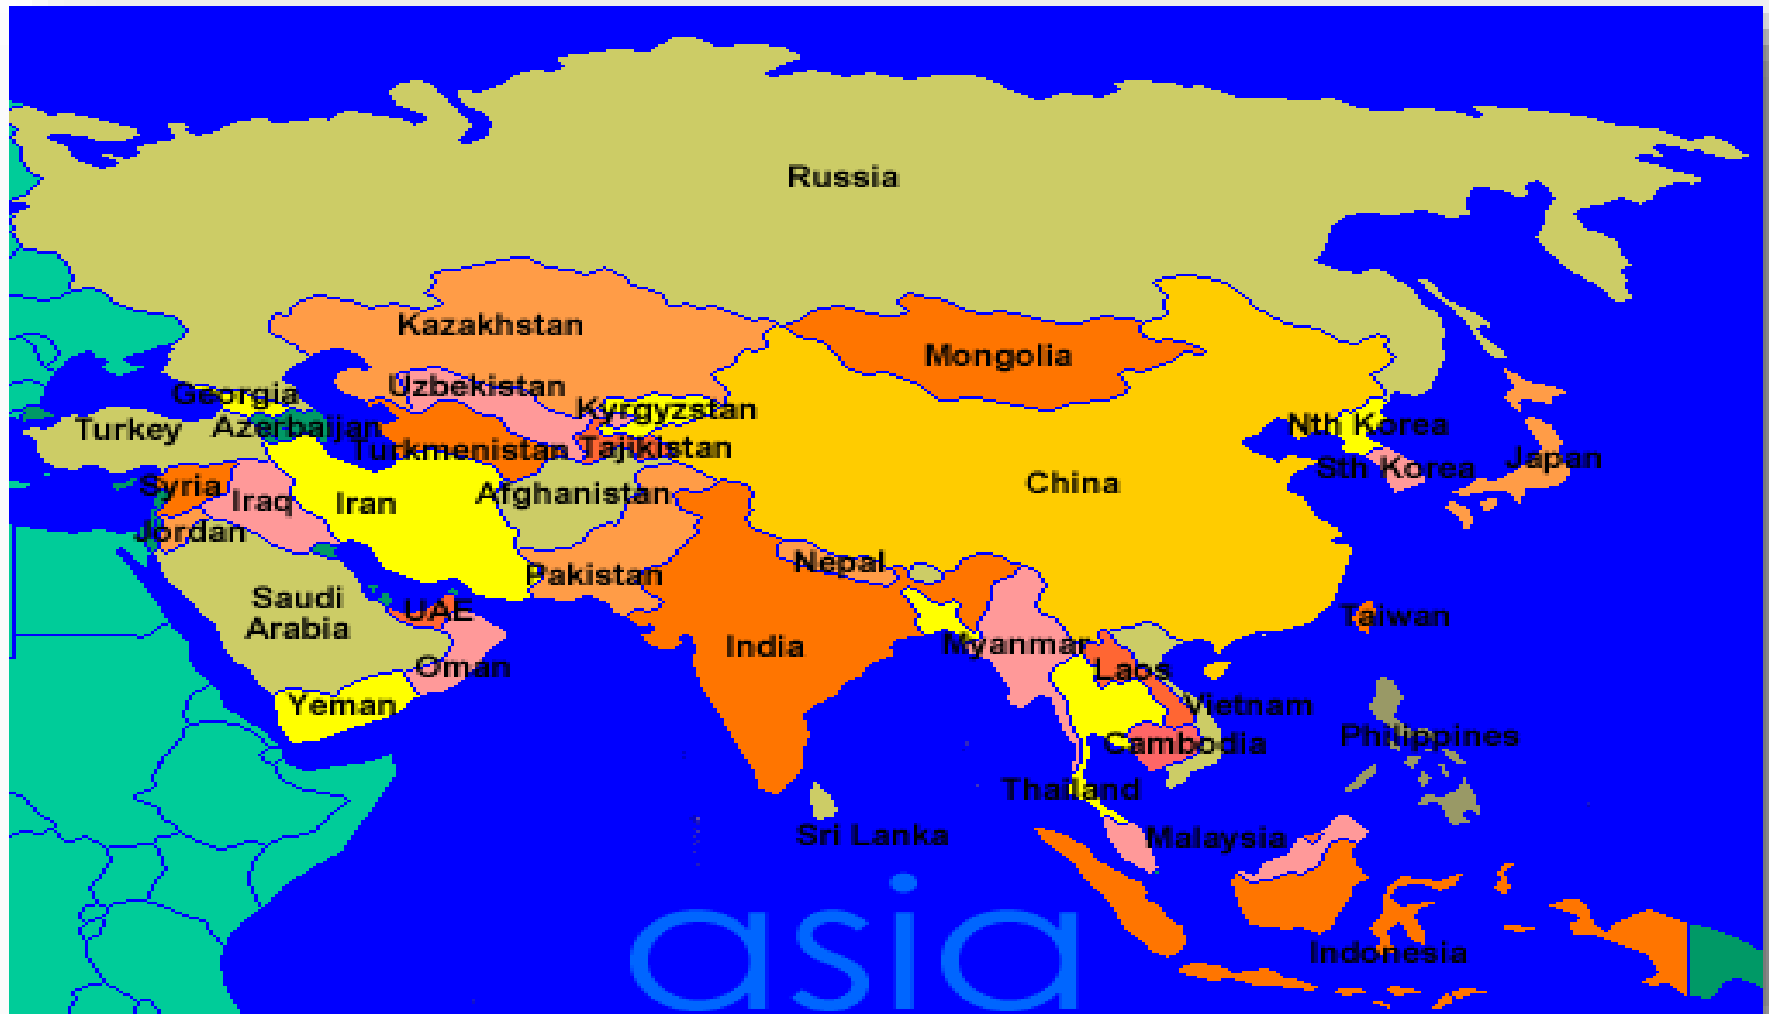 Russia
Kazakhstan
Mongolia
Uzbekistan
Georgia
Kyrgyzstan
Turkey
Azerbaijan
Nth Korea
Turkmenistan
Tajikistan
Japan
Sth Korea
China
Syria
Iraq
Iran
Afghanistan
Jordan
Nepal
Pakistan
Saudi
Arabia
UAE
Taiwan
India
Myanmar
Oman
Laos
Yeman
Vietnam
Philippines
Cambodia
Thailand
Sri Lanka
Malaysia
asia
Indonesia